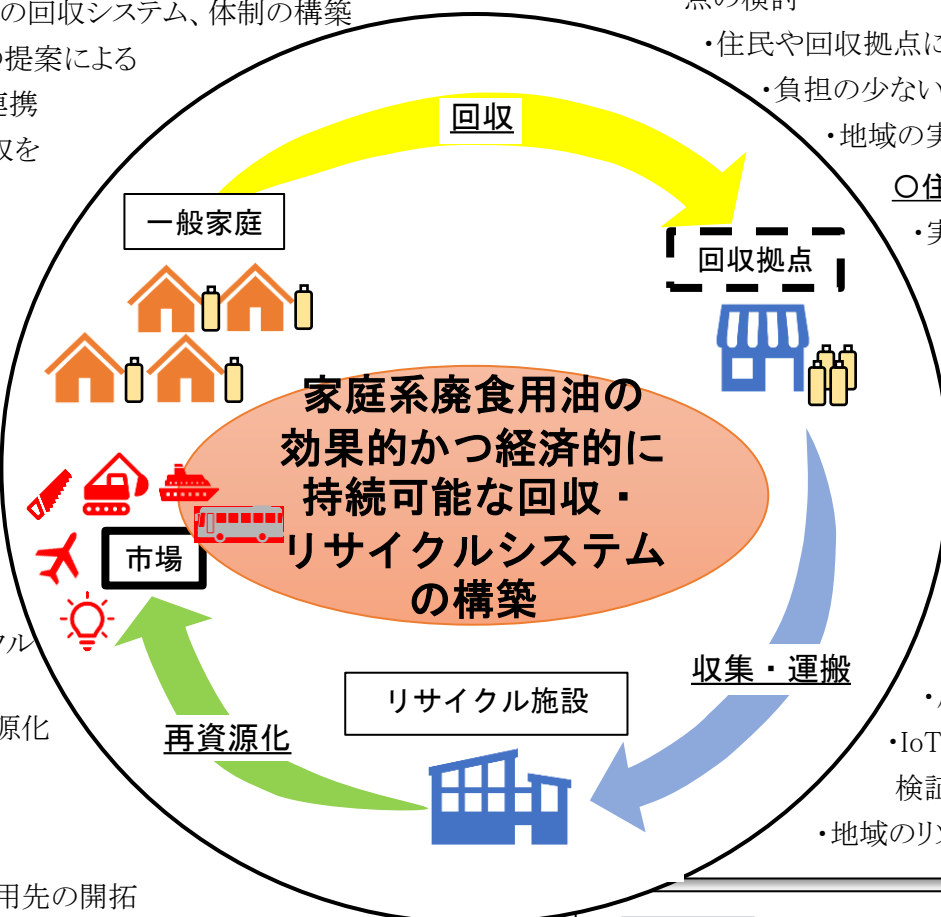 の回収システム、体制の構築
提案による
連携
収を
点の検討
・住民や回収拠点に
・負担の少ない
・地域の実
○住
・実
回収
一般家庭
回収拠点
家庭系廃食用油の
効果的かつ経済的に
持続可能な回収・
リサイクルシステム
の構築
市場
収集・運搬
リサイクル施設
再資源化
クル
源化
用先の開拓
・IoT
検証
・地域のリソ